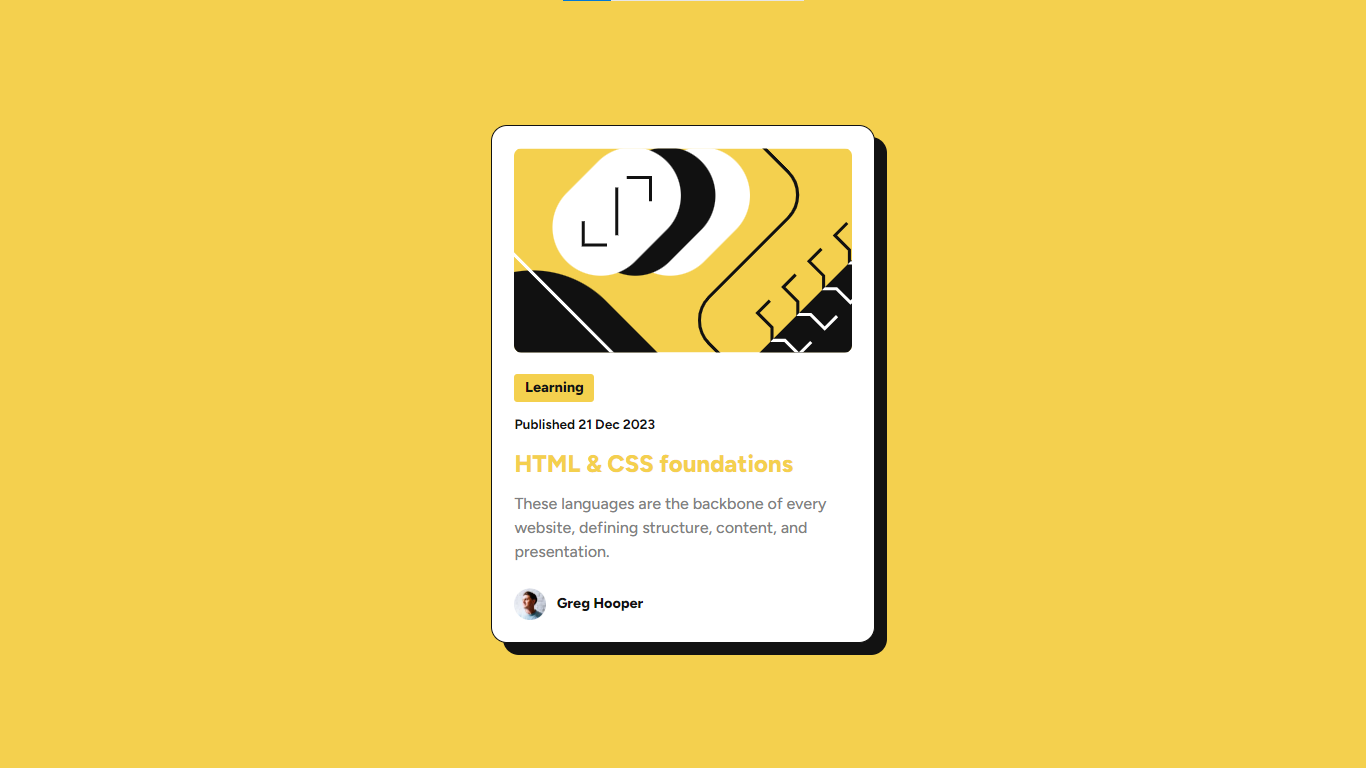 Learning
Published 21 Dec 2023
HTML & CSS foundations
These languages are the backbone of every
website, defining structure, content, and
presentation.
Greg Hooper